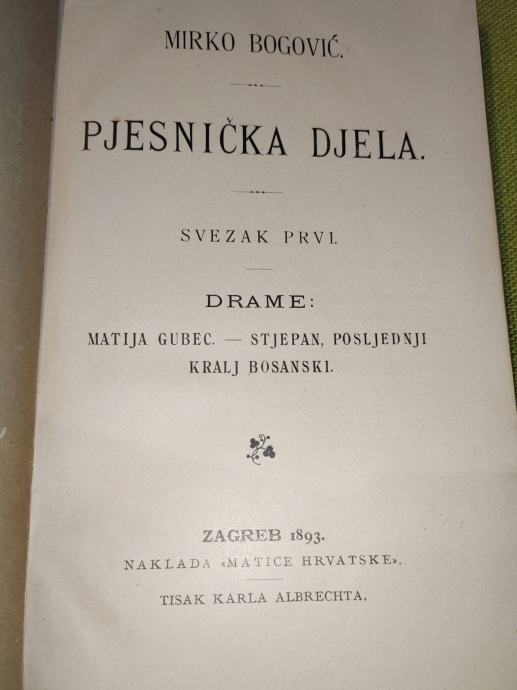 MIRKO BOGOVIĆ.
PJESNIČKA DJELA.
SVEZAK PRVI.
DRAME:
MATIJA GUBEC. — STJEPAN, POSLJEDNJI
KRALJ BOSANSKI.
ZAGREB 1893.
NAKLADA «MATICE HRVATSKE».
TISAK KARLA ALBRECHTA,